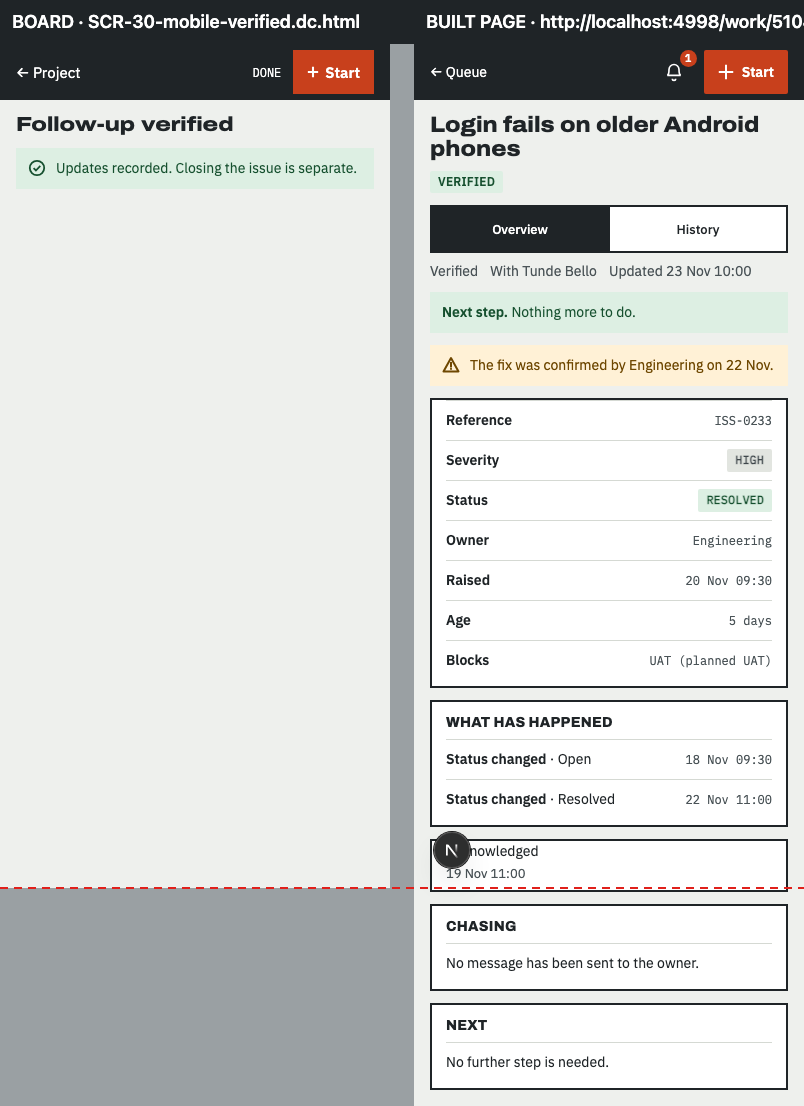 BOARD · SCR-30-mobile-verified.dc.html
← Project
DONE
+ Start
Follow-up verified
Updates recorded. Closing the issue is separate.
BUILT PAGE · http://localhost:4998/work/510
← Queue
1
+ Start
Login fails on older Android
phones
VERIFIED
Overview
History
Verified With Tunde Bello Updated 23 Nov 10:00
Next step. Nothing more to do.
The fix was confirmed by Engineering on 22 Nov.
Reference ISS-0233
Severity HIGH
Status RESOLVED
Owner Engineering
Raised 20 Nov 09:30
Age 5 days
Blocks UAT (planned UAT)
WHAT HAS HAPPENED
Status changed · Open 18 Nov 09:30
Status changed · Resolved 22 Nov 11:00
N
nowledged
19 Nov 11:00
CHASING
No message has been sent to the owner.
NEXT
No further step is needed.